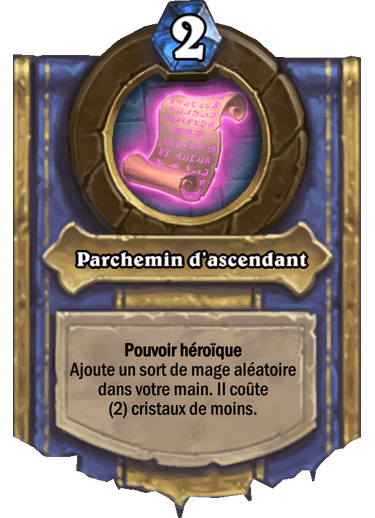 2
Parchemin d'ascendant
Pouvoir héroïque
Ajoute un sort de mage aléatoire
dans votre main. Il coûte
(2) cristaux de moins.